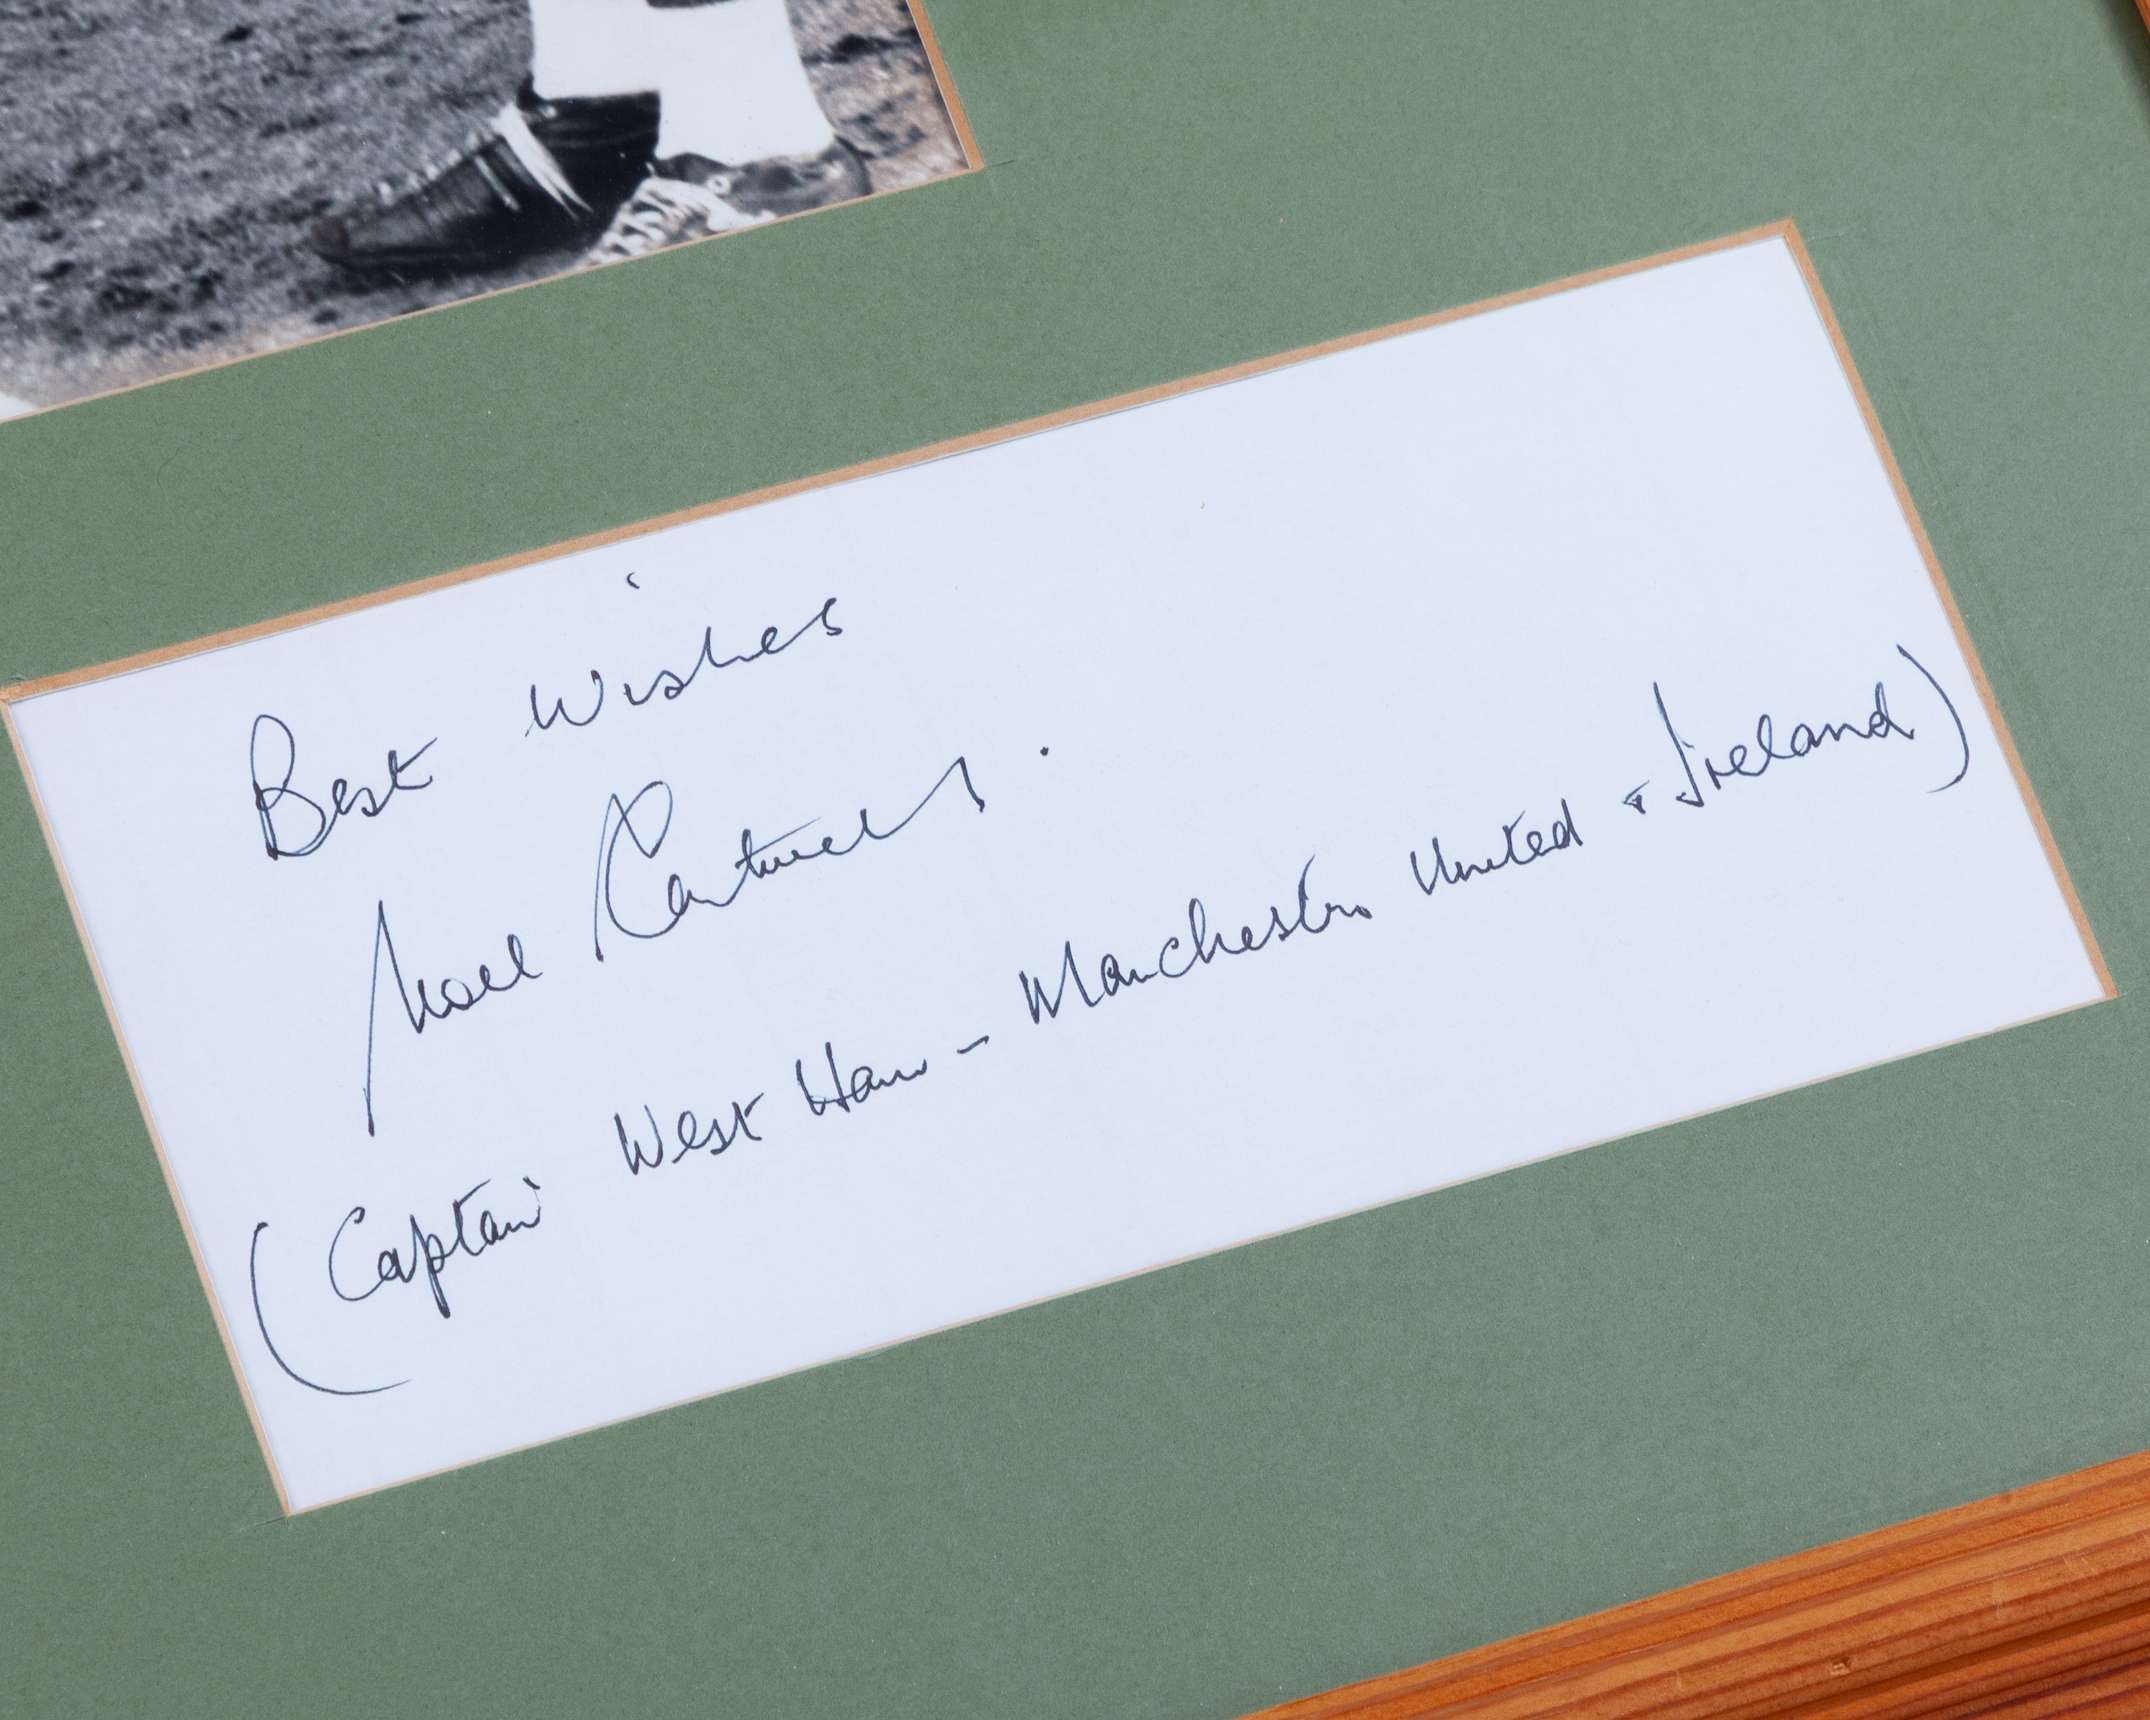 Best Wishes
Noel Cantwell.
(Captain West Ham - Manchester United & Ireland)